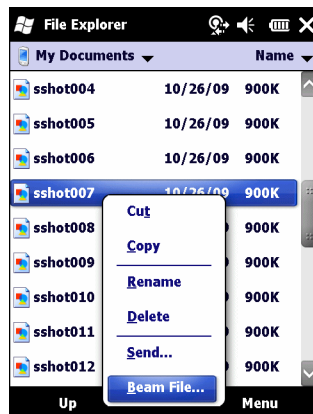 File Explorer
My Documents Name
sshot004 10/26/09 900K
sshot005 10/26/09 900K
sshot006 10/26/09 900K
sshot007 10/26/09 900K
sshot008 900K
sshot009 900K
sshot010 900K
sshot011 900K
sshot012 900K
Cut
Copy
Rename
Delete
Send...
Beam File...
Up Menu